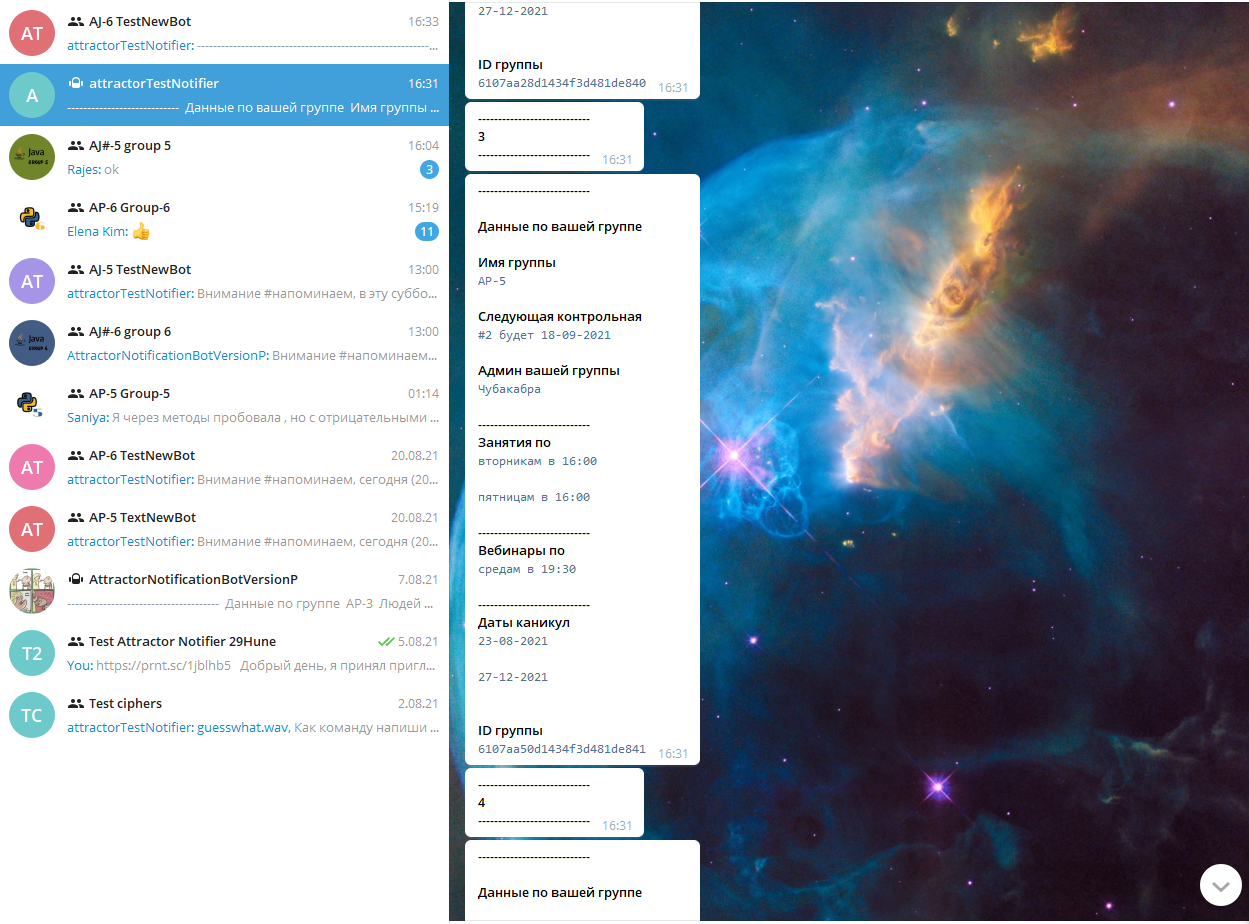 AT
AJ-6 TestNewBot
16:33
attractorTestNotifier: ----------------------------------------------------------...
A
attractorTestNotifier
16:31
---------------------------- Данные по вашей группе Имя группы ...
Java
GROUP 5
AJ#-5 group 5
16:04
Rajes: ok
3
AP-6 Group-6
15:19
Elena Kim: 👍
11
AT
AJ-5 TestNewBot
13:00
attractorTestNotifier: Внимание #напоминаем, в эту суббо...
Java
GROUP 6
AJ#-6 group 6
13:00
AttractorNotificationBotVersionP: Внимание #напоминаем...
AP-5 Group-5
01:14
Saniya: Я через методы пробовала , но с отрицательными ...
AT
AP-6 TestNewBot
20.08.21
attractorTestNotifier: Внимание #напоминаем, сегодня (20...
AT
AP-5 TextNewBot
20.08.21
attractorTestNotifier: Внимание #напоминаем, сегодня (20...
AttractorNotificationBotVersionP
7.08.21
-------------------------------------- Данные по группе AP-3 Людей ...
T2
Test Attractor Notifier 29Hune
5.08.21
You: https://prnt.sc/1jblhb5 Добрый день, я принял пригл...
TC
Test ciphers
2.08.21
attractorTestNotifier: guesswhat.wav, Как команду напиши ...
27-12-2021
ID группы
6107aa28d1434f3d481de840 16:31
----------------------------
3
---------------------------- 16:31
----------------------------
Данные по вашей группе
Имя группы
AP-5
Следующая контрольная
#2 будет 18-09-2021
Админ вашей группы
Чубакабра
----------------------------
Занятия по
вторникам в 16:00
пятницам в 16:00
----------------------------
Вебинары по
средам в 19:30
----------------------------
Даты каникул
23-08-2021
27-12-2021
ID группы
6107aa50d1434f3d481de841 16:31
----------------------------
4
---------------------------- 16:31
----------------------------
Данные по вашей группе